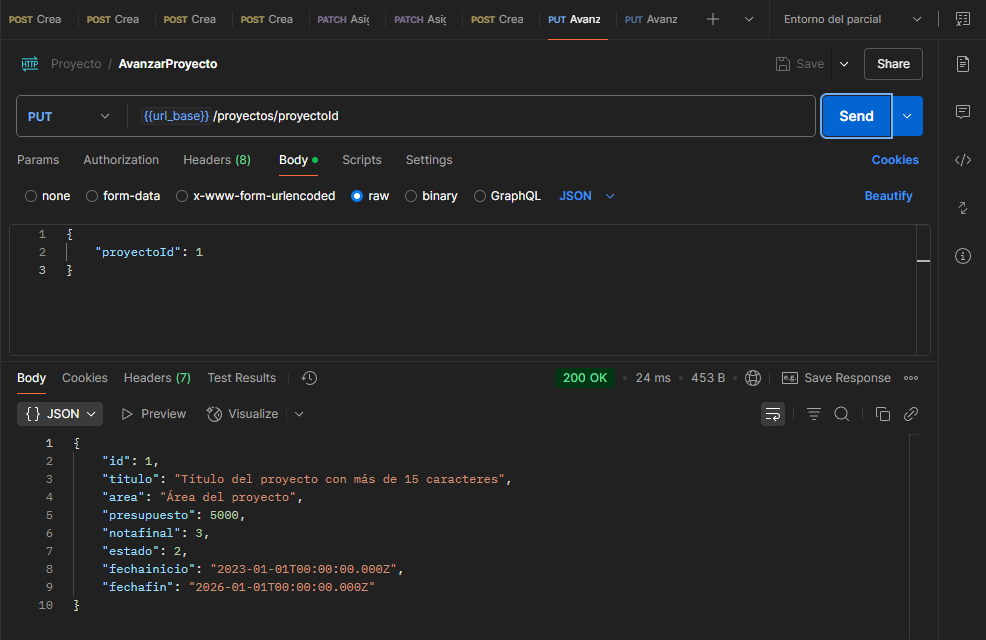 POST Crea POST Crea POST Crea POST Crea PATCH Asig PATCH Asig POST Crea PUT Avanz PUT Avanz Entorno del parcial
HTTP Proyecto / AvanzarProyecto Save Share
PUT {{url_base}}/proyectos/proyectoId Send
Params Authorization Headers (8) Body Scripts Settings Cookies
none form-data x-www-form-urlencoded raw binary GraphQL JSON Beautify
1 {
2 "proyectoId": 1
3 }
Body Cookies Headers (7) Test Results 200 OK • 24 ms • 453 B • e.g. Save Response
{} JSON Preview Visualize
1 {
2 "id": 1,
3 "titulo": "Título del proyecto con más de 15 caracteres",
4 "area": "Área del proyecto",
5 "presupuesto": 5000,
6 "notafinal": 3,
7 "estado": 2,
8 "fechainicio": "2023-01-01T00:00:00.000Z",
9 "fechafin": "2026-01-01T00:00:00.000Z"
10 }